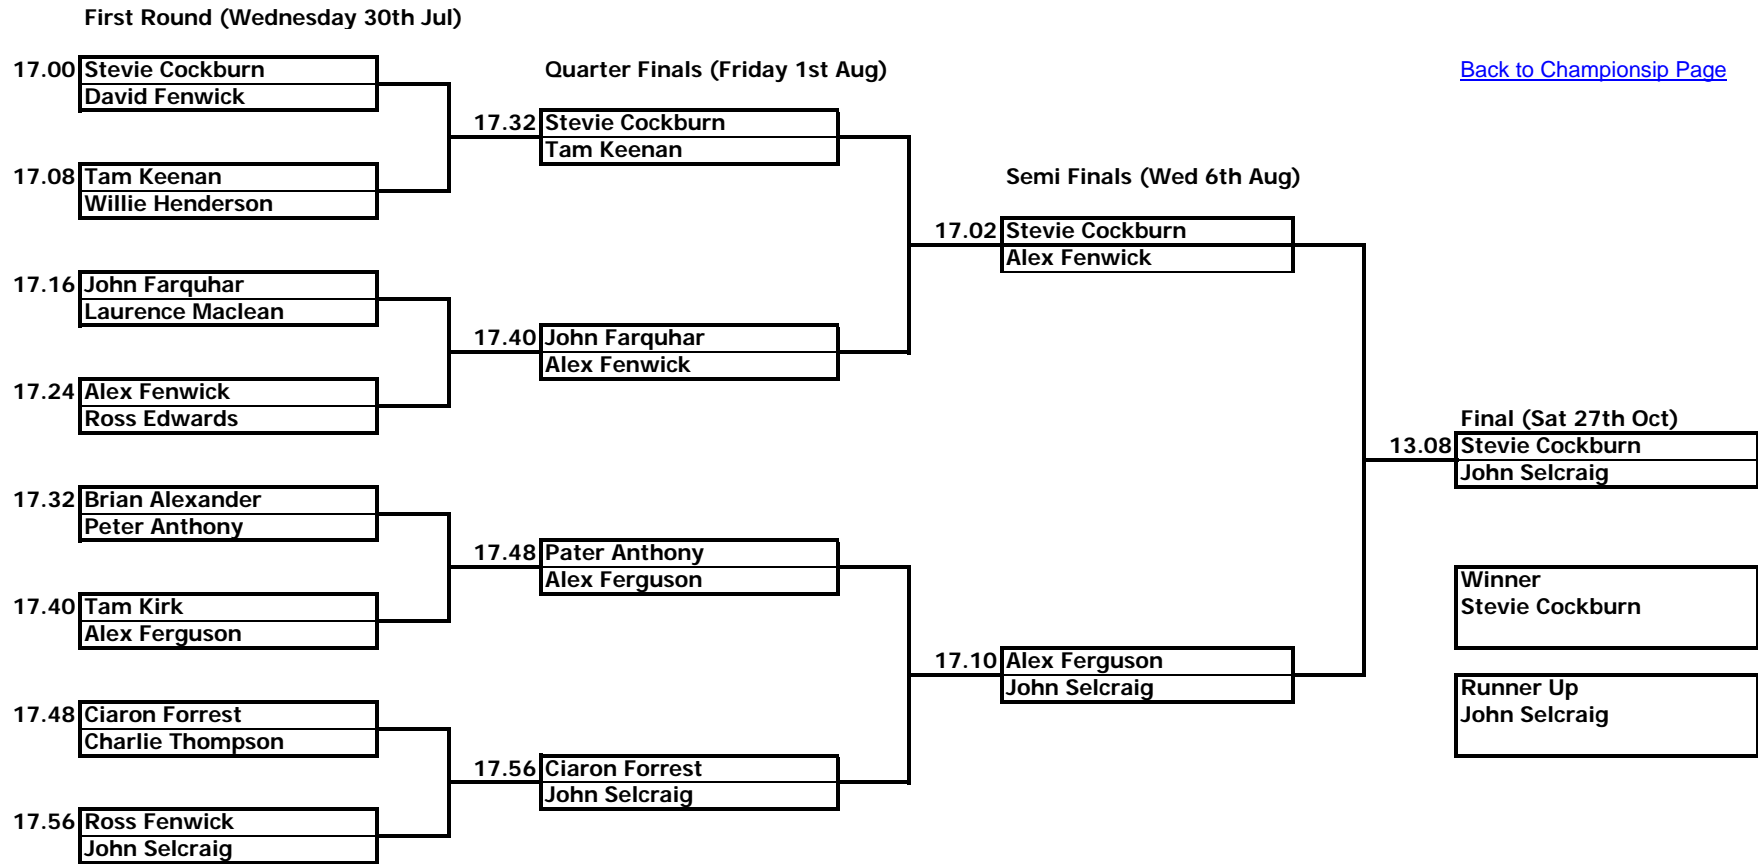 First Round (Wednesday 30th Jul)
17.00 Stevie Cockburn
David Fenwick
17.08 Tam Keenan
Willie Henderson
17.16 John Farquhar
Laurence Maclean
17.24 Alex Fenwick
Ross Edwards
17.32 Brian Alexander
Peter Anthony
17.40 Tam Kirk
Alex Ferguson
17.48 Ciaron Forrest
Charlie Thompson
17.56 Ross Fenwick
John Selcraig
Quarter Finals (Friday 1st Aug)
17.32 Stevie Cockburn
Tam Keenan
17.40 John Farquhar
Alex Fenwick
17.48 Pater Anthony
Alex Ferguson
17.56 Ciaron Forrest
John Selcraig
Semi Finals (Wed 6th Aug)
17.02 Stevie Cockburn
Alex Fenwick
17.10 Alex Ferguson
John Selcraig
Back to Championsip Page
Final (Sat 27th Oct)
13.08 Stevie Cockburn
John Selcraig
Winner
Stevie Cockburn
Runner Up
John Selcraig